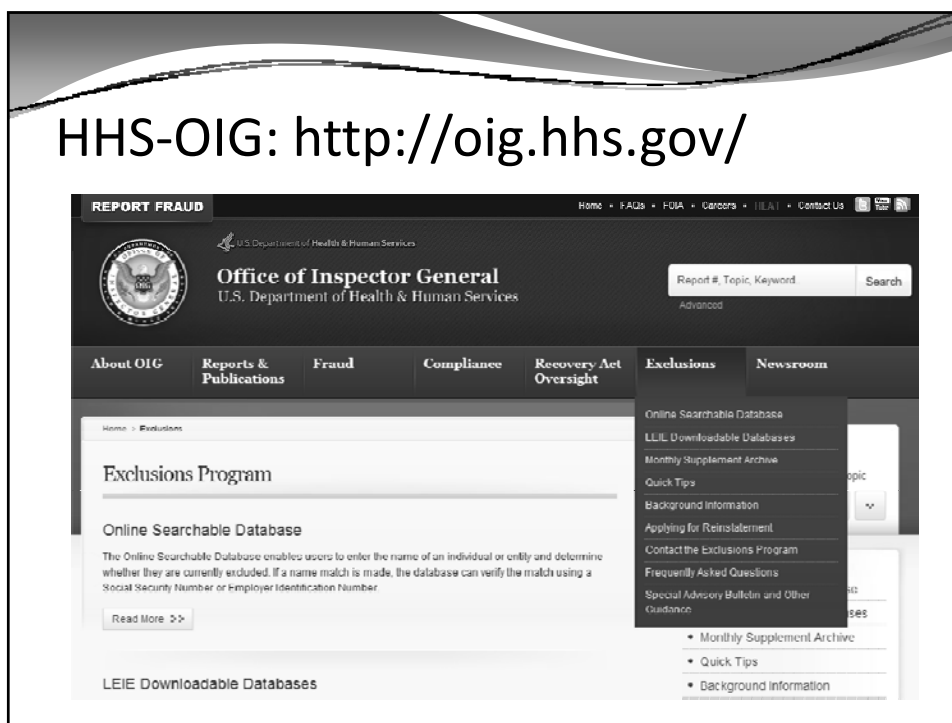 HHS-OIG: http://oig.hhs.gov/
REPORT FRAUD
Home • FAQs • FOIA • Careers • HEAT • Contact Us
U.S. Department of Health & Human Services
Office of Inspector General
U.S. Department of Health & Human Services
Report #, Topic, Keyword Search
Advanced
About OIG Reports & Publications Fraud Compliance Recovery Act Oversight Exclusions Newsroom
Online Searchable Database
LEIE Downloadable Databases
Monthly Supplement Archive
Quick Tips
Background Information
Applying for Reinstatement
Contact the Exclusions Program
Frequently Asked Questions
Special Advisory Bulletin and Other
Guidance
Home > Exclusions
Exclusions Program
Online Searchable Database
The Online Searchable Database enables users to enter the name of an individual or entity and determine
whether they are currently excluded. If a name match is made, the database can verify the match using a
Social Security Number or Employer Identification Number
Read More >>
LEIE Downloadable Databases
opic
ses
• Monthly Supplement Archive
• Quick Tips
• Background Information